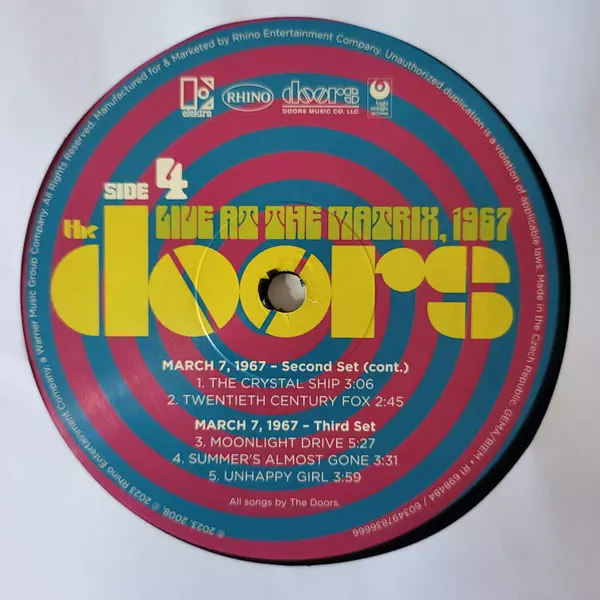 elektra
RHINO
doors
DOORS MUSIC CO, LLC
SIDE 4
LIVE AT THE MATRIX, 1967
the doors
MARCH 7, 1967 – Second Set (cont.)
1. THE CRYSTAL SHIP 3:06
2. TWENTIETH CENTURY FOX 2:45
MARCH 7, 1967 – Third Set
3. MOONLIGHT DRIVE 5:27
4. SUMMER'S ALMOST GONE 3:31
5. UNHAPPY GIRL 3:59
All songs by The Doors.
℗ 2023, 2008, © 2023 Rhino Entertainment Company, a Warner Music Group Company. All Rights Reserved. Manufactured for & Marketed by Rhino Entertainment Company. Unauthorized duplication is a violation of applicable laws. Made in the Czech Republic. GEMA/BIEM • R1 698484 / 603497836666